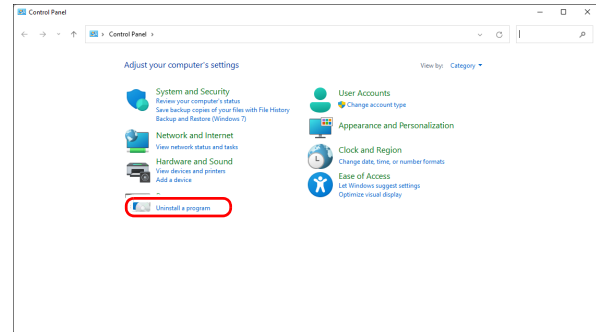 Control Panel
Control Panel
Adjust your computer's settings
View by: Category
System and Security
Review your computer's status
Save backup copies of your files with File History
Backup and Restore (Windows 7)
Network and Internet
View network status and tasks
Hardware and Sound
View devices and printers
Add a device
Uninstall a program
User Accounts
Change account type
Appearance and Personalization
Clock and Region
Change date, time, or number formats
Ease of Access
Let Windows suggest settings
Optimize visual display